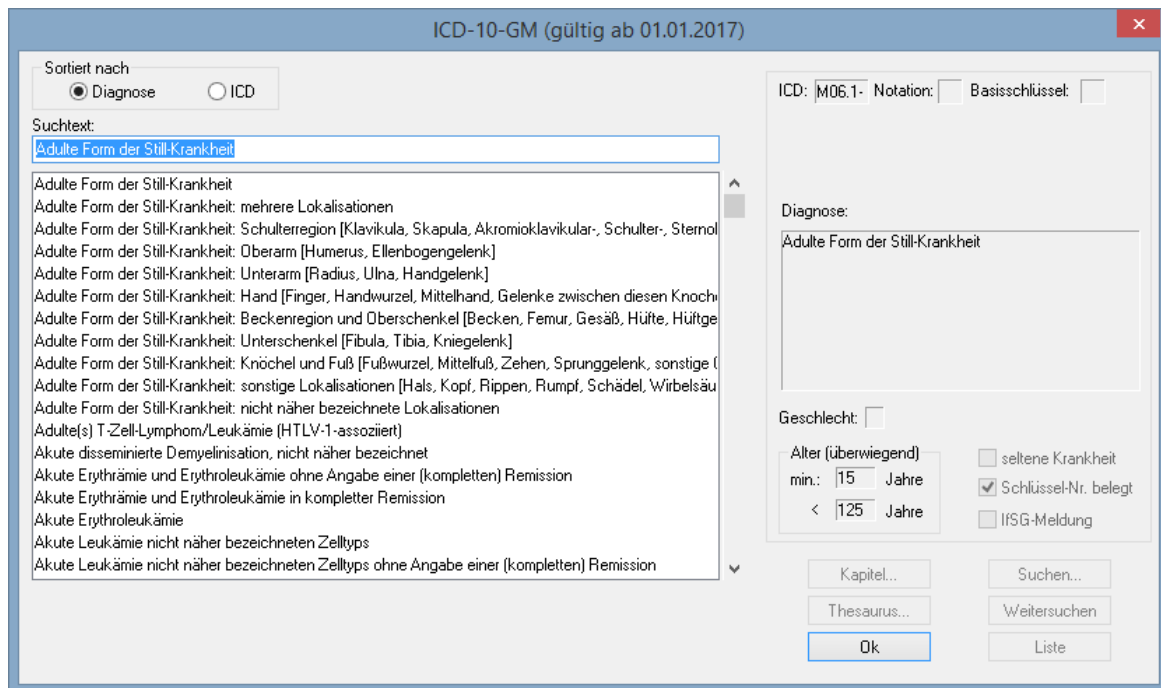 ICD-10-GM (gültig ab 01.01.2017)
Sortiert nach
Diagnose ICD
Suchtext:
Adulte Form der Still-Krankheit
Adulte Form der Still-Krankheit
Adulte Form der Still-Krankheit: mehrere Lokalisationen
Adulte Form der Still-Krankheit: Schulterregion [Klavikula, Skapula, Akromioklavikular-, Schulter-, Sternol
Adulte Form der Still-Krankheit: Oberarm [Humerus, Ellenbogengelenk]
Adulte Form der Still-Krankheit: Unterarm [Radius, Ulna, Handgelenk]
Adulte Form der Still-Krankheit: Hand [Finger, Handwurzel, Mittelhand, Gelenke zwischen diesen Knoch
Adulte Form der Still-Krankheit: Beckenregion und Oberschenkel [Becken, Femur, Gesäß, Hüfte, Hüftge
Adulte Form der Still-Krankheit: Unterschenkel [Fibula, Tibia, Kniegelenk]
Adulte Form der Still-Krankheit: Knöchel und Fuß [Fußwurzel, Mittelfuß, Zehen, Sprunggelenk, sonstige
Adulte Form der Still-Krankheit: sonstige Lokalisationen [Hals, Kopf, Rippen, Rumpf, Schädel, Wirbelsäu
Adulte Form der Still-Krankheit: nicht näher bezeichnete Lokalisationen
Adulte(s) T-Zell-Lymphom/Leukämie (HTLV-1-assoziiert)
Akute disseminierte Demyelinisation, nicht näher bezeichnet
Akute Erythrämie und Erythroleukämie ohne Angabe einer (kompletten) Remission
Akute Erythrämie und Erythroleukämie in kompletter Remission
Akute Erythroleukämie
Akute Leukämie nicht näher bezeichneten Zelltyps
Akute Leukämie nicht näher bezeichneten Zelltyps ohne Angabe einer (kompletten) Remission
ICD: M06.1- Notation: Basisschlüssel:
Diagnose:
Adulte Form der Still-Krankheit
Geschlecht:
Alter (überwiegend)
min.: 15 Jahre
< 125 Jahre
seltene Krankheit
Schlüssel-Nr. belegt
IfSG-Meldung
Kapitel... Suchen...
Thesaurus... Weitersuchen
Ok Liste